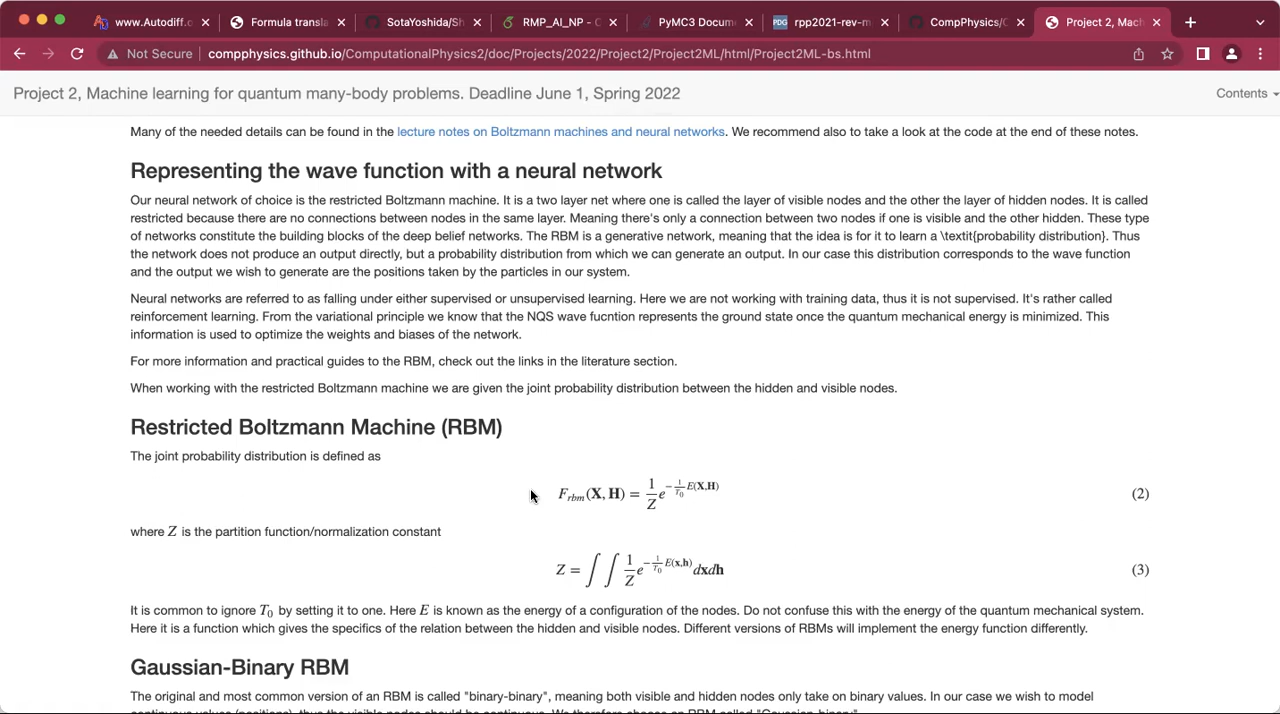 www.Autodiff.o
Formula transla
SotaYoshida/Sh
RMP_AI_NP - O
PyMC3 Docume
rpp2021-rev-m
CompPhysics/C
Project 2, Mach
Not Secure
compphysics.github.io/ComputationalPhysics2/doc/Projects/2022/Project2/Project2ML/html/Project2ML-bs.html
Project 2, Machine learning for quantum many-body problems. Deadline June 1, Spring 2022
Contents
Many of the needed details can be found in the lecture notes on Boltzmann machines and neural networks. We recommend also to take a look at the code at the end of these notes.
Representing the wave function with a neural network
Our neural network of choice is the restricted Boltzmann machine. It is a two layer net where one is called the layer of visible nodes and the other the layer of hidden nodes. It is called
restricted because there are no connections between nodes in the same layer. Meaning there's only a connection between two nodes if one is visible and the other hidden. These type
of networks constitute the building blocks of the deep belief networks. The RBM is a generative network, meaning that the idea is for it to learn a \textit{probability distribution}. Thus
the network does not produce an output directly, but a probability distribution from which we can generate an output. In our case this distribution corresponds to the wave function
and the output we wish to generate are the positions taken by the particles in our system.
Neural networks are referred to as falling under either supervised or unsupervised learning. Here we are not working with training data, thus it is not supervised. It's rather called
reinforcement learning. From the variational principle we know that the NQS wave fucntion represents the ground state once the quantum mechanical energy is minimized. This
information is used to optimize the weights and biases of the network.
For more information and practical guides to the RBM, check out the links in the literature section.
When working with the restricted Boltzmann machine we are given the joint probability distribution between the hidden and visible nodes.
Restricted Boltzmann Machine (RBM)
The joint probability distribution is defined as
F_rbm(X, H) = 1/Z e^{-1/T_0 E(X,H)} (2)
where Z is the partition function/normalization constant
Z = ∫∫ 1/Z e^{-1/T_0 E(x,h)} dxdh (3)
It is common to ignore T_0 by setting it to one. Here E is known as the energy of a configuration of the nodes. Do not confuse this with the energy of the quantum mechanical system.
Here it is a function which gives the specifics of the relation between the hidden and visible nodes. Different versions of RBMs will implement the energy function differently.
Gaussian-Binary RBM
The original and most common version of an RBM is called "binary-binary", meaning both visible and hidden nodes only take on binary values. In our case we wish to model
continuous values (positions), thus the visible nodes should be continuous. We therefore choose an RBM called "Gaussian-binary".